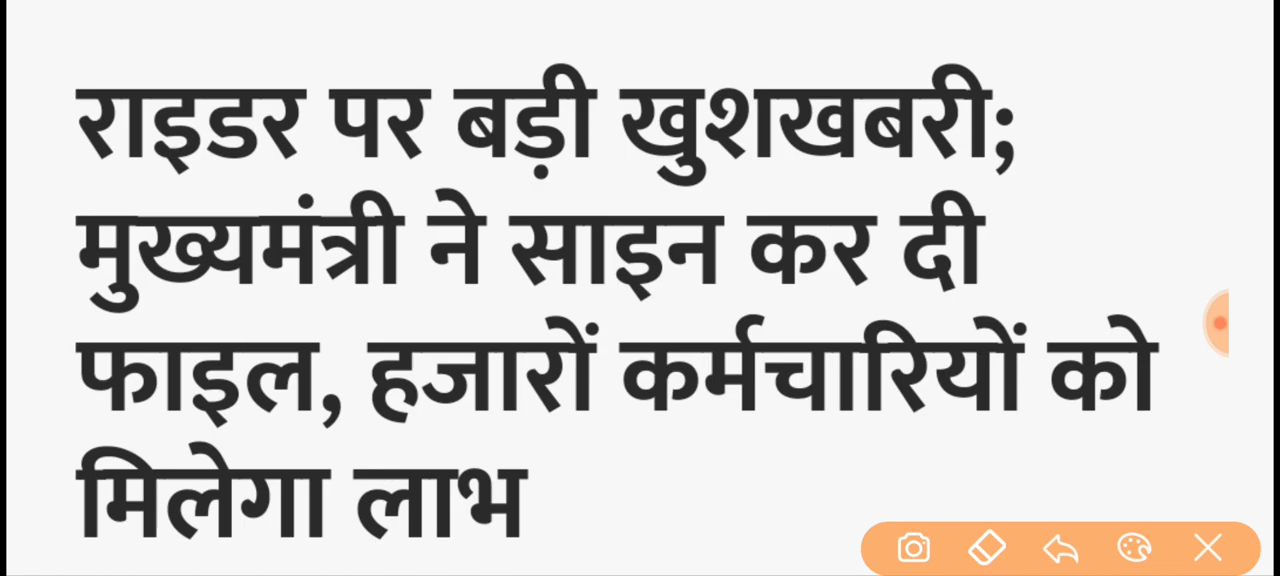 राइडर पर बड़ी खुशखबरी;
मुख्यमंत्री ने साइन कर दी
फाइल, हजारों कर्मचारियों को
मिलेगा लाभ